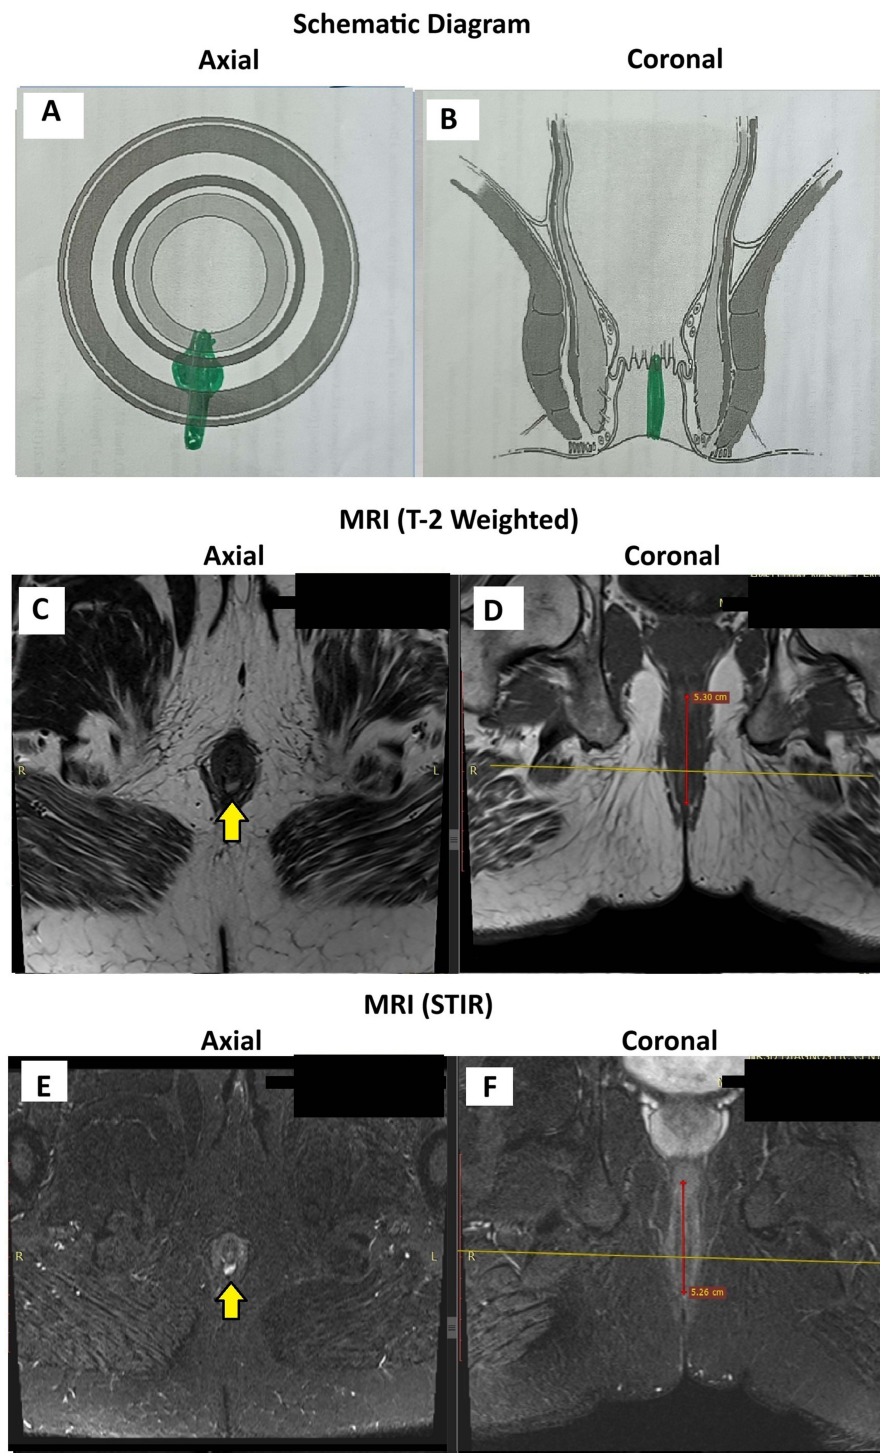 Schematic Diagram
Axial
Coronal
A
B
MRI (T-2 Weighted)
Axial
Coronal
C
D
5.30 cm
R
L
R
MRI (STIR)
Axial
Coronal
E
F
R
L
R
5.26 cm